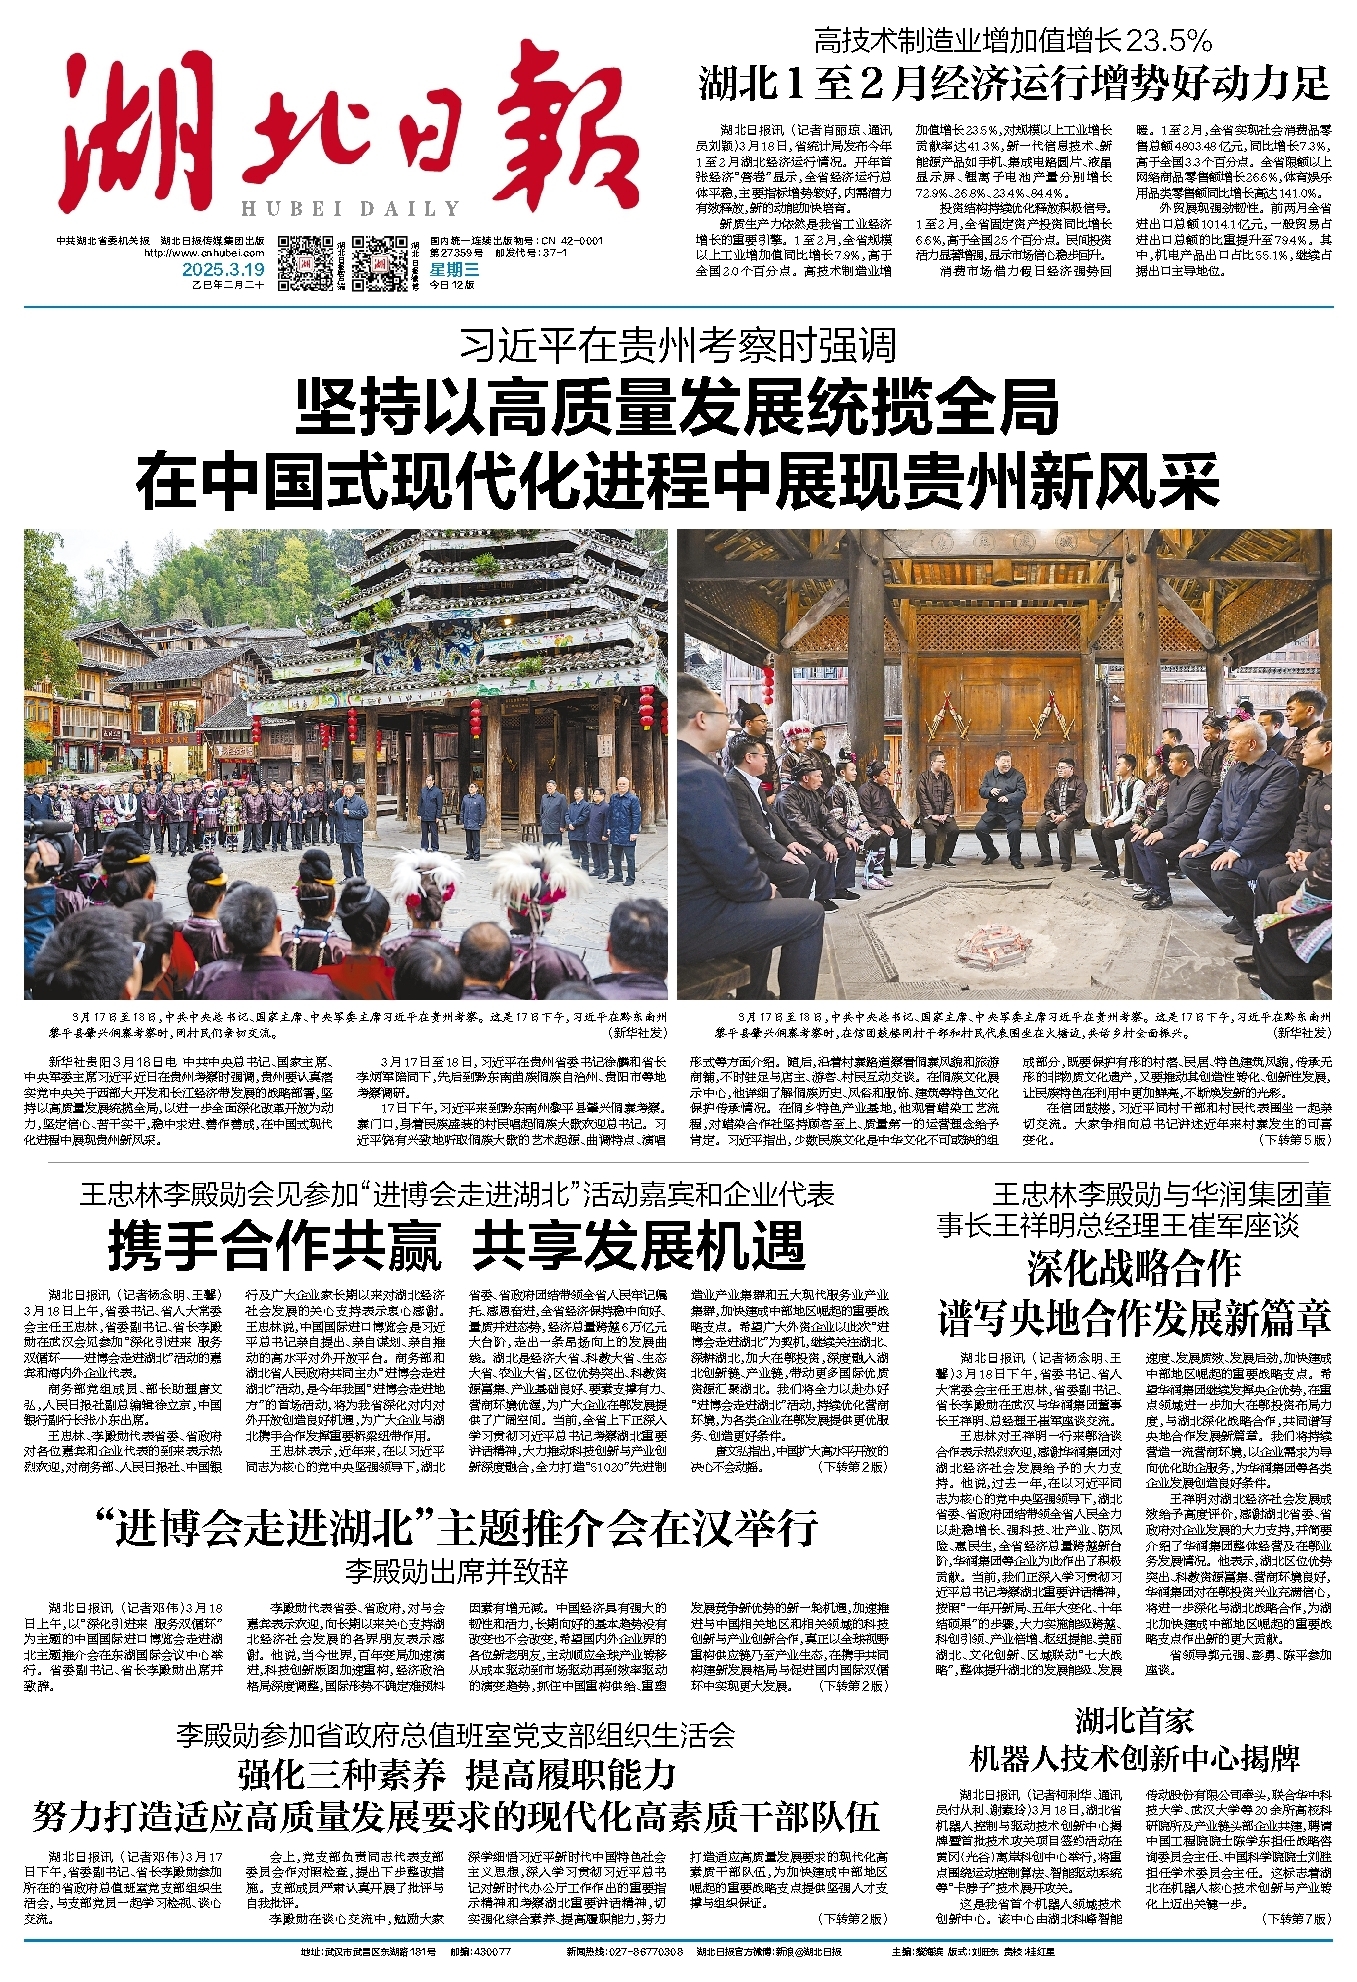 湖北日報
HUBEI DAILY
中共湖北省委机关报 湖北日报传媒集团出版
http://www.cnhubei.com
2025.3.19
乙巳年二月二十
国内统一连续出版物号：CN 42-0001
第27359号 邮发代号：37-1
星期三
今日12版
高技术制造业增加值增长23.5%
湖北1至2月经济运行增势好动力足
湖北日报讯（记者肖丽琼、通讯
员刘颖）3月18日，省统计局发布今年
1至2月湖北经济运行情况。开年首
张经济“答卷”显示，全省经济运行总
体平稳，主要指标增势较好，内需潜力
有效释放，新的动能加快培育。
新质生产力依然是我省工业经济
增长的重要引擎。1至2月，全省规模
以上工业增加值同比增长7.9%，高于
全国2.0个百分点。高技术制造业增
加值增长23.5%，对规模以上工业增长
贡献率达41.3%，新一代信息技术、新
能源产品如手机、集成电路圆片、液晶
显示屏、锂离子电池产量分别增长
72.9%、26.8%、23.4%、84.4%。
投资结构持续优化释放积极信号。
1至2月，全省固定资产投资同比增长
6.6%，高于全国2.5个百分点。民间投资
活力显著增强，显示市场信心稳步回升。
消费市场借力假日经济强势回
暖。1至2月，全省实现社会消费品零
售总额4803.48亿元，同比增长7.3%，
高于全国3.3个百分点。全省限额以上
网络商品零售额增长26.6%，体育娱乐
用品类零售额同比增长高达141.0%。
外贸展现强劲韧性。前两月全省
进出口总额1014.1亿元，一般贸易占
进出口总额的比重提升至79.4%。其
中，机电产品出口占比55.1%，继续占
据出口主导地位。
习近平在贵州考察时强调
坚持以高质量发展统揽全局
在中国式现代化进程中展现贵州新风采
3月17日至18日，中共中央总书记、国家主席、中央军委主席习近平在贵州考察。这是17日下午，习近平在黔东南州
黎平县肇兴侗寨考察时，同村民们亲切交流。 （新华社发）
3月17日至18日，中共中央总书记、国家主席、中央军委主席习近平在贵州考察。这是17日下午，习近平在黔东南州
黎平县肇兴侗寨考察时，在信团鼓楼同村干部和村民代表围坐在火塘边，共话乡村全面振兴。 （新华社发）
新华社贵阳3月18日电 中共中央总书记、国家主席、
中央军委主席习近平近日在贵州考察时强调，贵州要认真落
实党中央关于西部大开发和长江经济带发展的战略部署，坚
持以高质量发展统揽全局，以进一步全面深化改革开放为动
力，坚定信心、苦干实干，稳中求进、善作善成，在中国式现代
化进程中展现贵州新风采。
3月17日至18日，习近平在贵州省委书记徐麟和省长
李炳军陪同下，先后到黔东南苗族侗族自治州、贵阳市等地
考察调研。
17日下午，习近平来到黔东南州黎平县肇兴侗寨考察。
寨门口，身着民族盛装的村民唱起侗族大歌欢迎总书记。习
近平饶有兴致地听取侗族大歌的艺术起源、曲调特点、演唱
形式等方面介绍。随后，沿着村寨路道察看侗寨风貌和旅游
商铺，不时驻足与店主、游客、村民互动交谈。在侗族文化展
示中心，他详细了解侗族历史、风俗和服饰、建筑等特色文化
保护传承情况。在侗乡特色产业基地，他观看蜡染工艺流
程，对蜡染合作社坚持顾客至上、质量第一的运营理念给予
肯定。习近平指出，少数民族文化是中华文化不可或缺的组
成部分，既要保护有形的村落、民居、特色建筑风貌，传承无
形的非物质文化遗产，又要推动其创造性转化、创新性发展，
让民族特色在利用中更加鲜亮，不断焕发新的光彩。
在信团鼓楼，习近平同村干部和村民代表围坐一起亲
切交流。大家争相向总书记讲述近年来村寨发生的可喜
变化。 （下转第5版）
王忠林李殿勋会见参加“进博会走进湖北”活动嘉宾和企业代表
携手合作共赢 共享发展机遇
湖北日报讯（记者杨念明、王馨）
3月18日上午，省委书记、省人大常委
会主任王忠林，省委副书记、省长李殿
勋在武汉会见参加“深化引进来 服务
双循环——进博会走进湖北”活动的嘉
宾和海内外企业代表。
商务部党组成员、部长助理唐文
弘，人民日报社副总编辑徐立京，中国
银行副行长张小东出席。
王忠林、李殿勋代表省委、省政府
对各位嘉宾和企业代表的到来表示热
烈欢迎，对商务部、人民日报社、中国银
行及广大企业家长期以来对湖北经济
社会发展的关心支持表示衷心感谢。
王忠林说，中国国际进口博览会是习近
平总书记亲自提出、亲自谋划、亲自推
动的高水平对外开放平台。商务部和
湖北省人民政府共同主办“进博会走进
湖北”活动，是今年我国“进博会走进地
方”的首场活动，将为我省深化对内对
外开放创造良好机遇，为广大企业与湖
北携手合作发挥重要桥梁纽带作用。
王忠林表示，近年来，在以习近平
同志为核心的党中央坚强领导下，湖北
省委、省政府团结带领全省人民牢记嘱
托、感恩奋进，全省经济保持稳中向好、
量质并进态势，经济总量跨越6万亿元
大台阶，走出一条昂扬向上的发展曲
线。湖北是经济大省、科教大省、生态
大省、农业大省，区位优势突出、科教资
源富集、产业基础良好、要素支撑有力、
营商环境优渥，为广大企业在鄂发展提
供了广阔空间。当前，全省上下正深入
学习贯彻习近平总书记考察湖北重要
讲话精神，大力推动科技创新与产业创
新深度融合，全力打造“51020”先进制
造业产业集群和五大现代服务业产业
集群，加快建成中部地区崛起的重要战
略支点。希望广大外资企业以此次“进
博会走进湖北”为契机，继续关注湖北、
深耕湖北，加大在鄂投资，深度融入湖
北创新链、产业链，带动更多国际优质
资源汇聚湖北。我们将全力以赴办好
“进博会走进湖北”活动，持续优化营商
环境，为各类企业在鄂发展提供更优服
务、创造更好条件。
唐文弘指出，中国扩大高水平开放的
决心不会动摇。 （下转第2版）
“进博会走进湖北”主题推介会在汉举行
李殿勋出席并致辞
湖北日报讯（记者邓伟）3月18
日上午，以“深化引进来 服务双循环”
为主题的中国国际进口博览会走进湖
北主题推介会在东湖国际会议中心举
行。省委副书记、省长李殿勋出席并
致辞。
李殿勋代表省委、省政府，对与会
嘉宾表示欢迎，向长期以来关心支持湖
北经济社会发展的各界朋友表示感
谢。他说，当今世界，百年变局加速演
进，科技创新版图加速重构，经济政治
格局深度调整，国际形势不确定难预料
因素有增无减。中国经济具有强大的
韧性和活力，长期向好的基本趋势没有
改变也不会改变，希望国内外企业界的
各位新老朋友，主动顺应全球产业转移
从成本驱动到市场驱动再到效率驱动
的演变趋势，抓住中国重构供给、重塑
发展竞争新优势的新一轮机遇，加速推
进与中国相关地区和相关领域的科技
创新与产业创新合作，真正以全球视野
重构供应链乃至产业生态，在携手共同
构建新发展格局与促进国内国际双循
环中实现更大发展。 （下转第2版）
李殿勋参加省政府总值班室党支部组织生活会
强化三种素养 提高履职能力
努力打造适应高质量发展要求的现代化高素质干部队伍
湖北日报讯（记者邓伟）3月17
日下午，省委副书记、省长李殿勋参加
所在的省政府总值班室党支部组织生
活会，与支部党员一起学习检视、谈心
交流。
会上，党支部负责同志代表支部
委员会作对照检查，提出下步整改措
施。支部成员严肃认真开展了批评与
自我批评。
李殿勋在谈心交流中，勉励大家
深学细悟习近平新时代中国特色社会
主义思想，深入学习贯彻习近平总书
记对新时代办公厅工作作出的重要指
示精神和考察湖北重要讲话精神，切
实强化综合素养、提高履职能力，努力
打造适应高质量发展要求的现代化高
素质干部队伍，为加快建成中部地区
崛起的重要战略支点提供坚强人才支
撑与组织保证。
（下转第2版）
王忠林李殿勋与华润集团董
事长王祥明总经理王崔军座谈
深化战略合作
谱写央地合作发展新篇章
湖北日报讯（记者杨念明、王
馨）3月18日下午，省委书记、省人
大常委会主任王忠林，省委副书记、
省长李殿勋在武汉与华润集团董事
长王祥明、总经理王崔军座谈交流。
王忠林对王祥明一行来鄂洽谈
合作表示热烈欢迎，感谢华润集团对
湖北经济社会发展给予的大力支
持。他说，过去一年，在以习近平同
志为核心的党中央坚强领导下，湖北
省委、省政府团结带领全省人民全力
以赴稳增长、强科技、壮产业、防风
险、惠民生，全省经济总量跨越新台
阶，华润集团等企业为此作出了积极
贡献。当前，我们正深入学习贯彻习
近平总书记考察湖北重要讲话精神，
按照“一年开新局、五年大变化、十年
结硕果”的步骤，大力实施能级跨越、
科创引领、产业倍增、枢纽提能、美丽
湖北、文化创新、区域联动“七大战
略”，整体提升湖北的发展能级、发展
速度、发展质效、发展后劲，加快建成
中部地区崛起的重要战略支点。希
望华润集团继续发挥央企优势，在重
点领域进一步加大在鄂投资布局力
度，与湖北深化战略合作，共同谱写
央地合作发展新篇章。我们将持续
营造一流营商环境，以企业需求为导
向优化助企服务，为华润集团等各类
企业发展创造良好条件。
王祥明对湖北经济社会发展成
效给予高度评价，感谢湖北省委、省
政府对企业发展的大力支持，并简要
介绍了华润集团整体经营及在鄂业
务发展情况。他表示，湖北区位优势
突出、科教资源富集、营商环境良好，
华润集团对在鄂投资兴业充满信心，
将进一步深化与湖北战略合作，为湖
北加快建成中部地区崛起的重要战
略支点作出新的更大贡献。
省领导郭元强、彭勇、陈平参加
座谈。
湖北首家
机器人技术创新中心揭牌
湖北日报讯（记者柯利华、通讯
员付从利、谢素玲）3月18日，湖北省
机器人控制与驱动技术创新中心揭
牌暨首批技术攻关项目签约活动在
黄冈（光谷）离岸科创中心举行，将重
点围绕运动控制算法、智能驱动系统
等“卡脖子”技术展开攻关。
这是我省首个机器人领域技术
创新中心。该中心由湖北科峰智能
传动股份有限公司牵头，联合华中科
技大学、武汉大学等20余所高校科
研院所及产业链头部企业共建，聘请
中国工程院院士陈学东担任战略咨
询委员会主任、中国科学院院士刘胜
担任学术委员会主任。这标志着湖
北在机器人核心技术创新与产业转
化上迈出关键一步。
（下转第7版）
地址：武汉市武昌区东湖路181号 邮编：430077 新闻热线：027-86770308 湖北日报官方微博：新浪@湖北日报 主编：黎海滨 版式：刘旺东 责校：桂红星